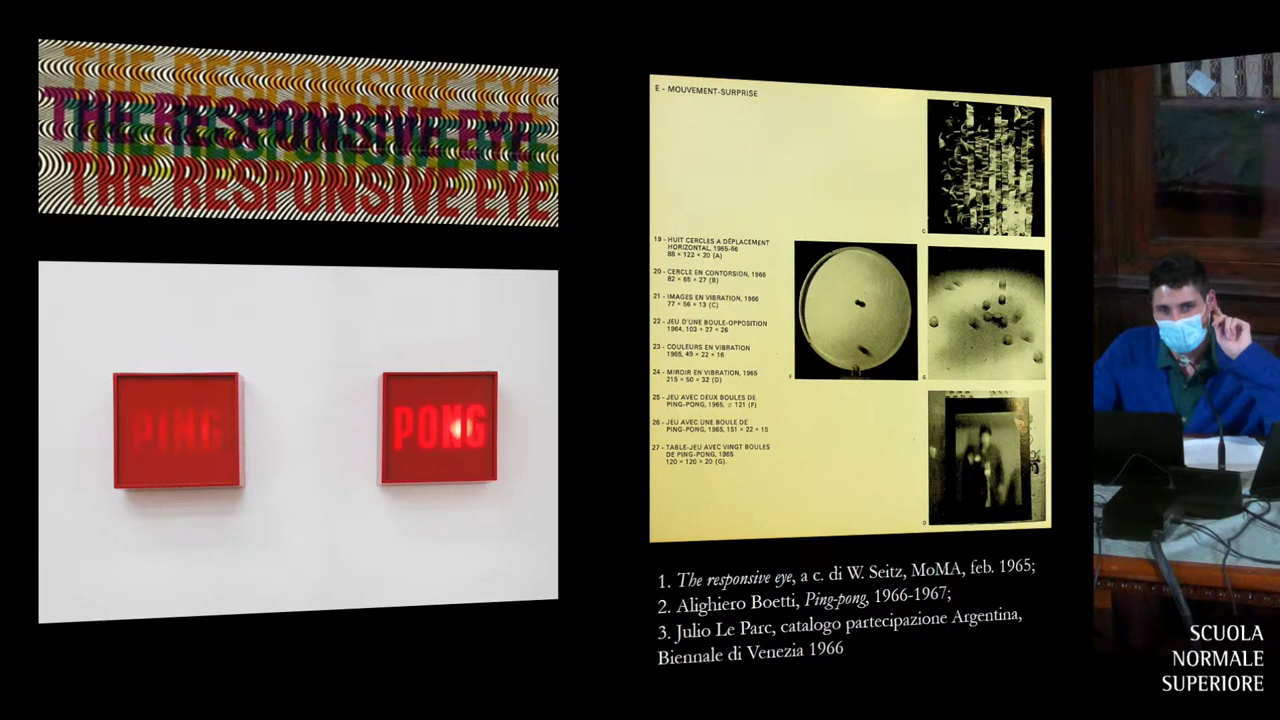 THE RESPONSIVE EYE
THE RESPONSIVE EYE
THE RESPONSIVE EYE
THE RESPONSIVE EYE
PING
PONG
E - MOUVEMENT-SURPRISE
19 - HUIT CERCLES A DÉPLACEMENT
HORIZONTAL, 1965-66
88 × 122 × 20 (A)
20 - CERCLE EN CONTORSION, 1966
82 × 65 × 27 (B)
21 - IMAGES EN VIBRATION, 1966
77 × 56 × 13 (C)
22 - JEU D'UNE BOULE-OPPOSITION
1964, 103 × 27 × 26
23 - COULEURS EN VIBRATION
1965, 49 × 22 × 16
24 - MIROIR EN VIBRATION, 1965
215 × 50 × 32 (D)
25 - JEU AVEC DEUX BOULES DE
PING-PONG, 1965, ⌀ 121 (F)
26 - JEU AVEC UNE BOULE DE
PING-PONG, 1965, 151 × 22 × 15
27 - TABLE-JEU AVEC VINGT BOULES
DE PING-PONG, 1965
120 × 120 × 20 (G).
C
F
G
D
1. The responsive eye, a c. di W. Seitz, MoMA, feb. 1965;
2. Alighiero Boetti, Ping-pong, 1966-1967;
3. Julio Le Parc, catalogo partecipazione Argentina,
Biennale di Venezia 1966
SCUOLA
NORMALE
SUPERIORE